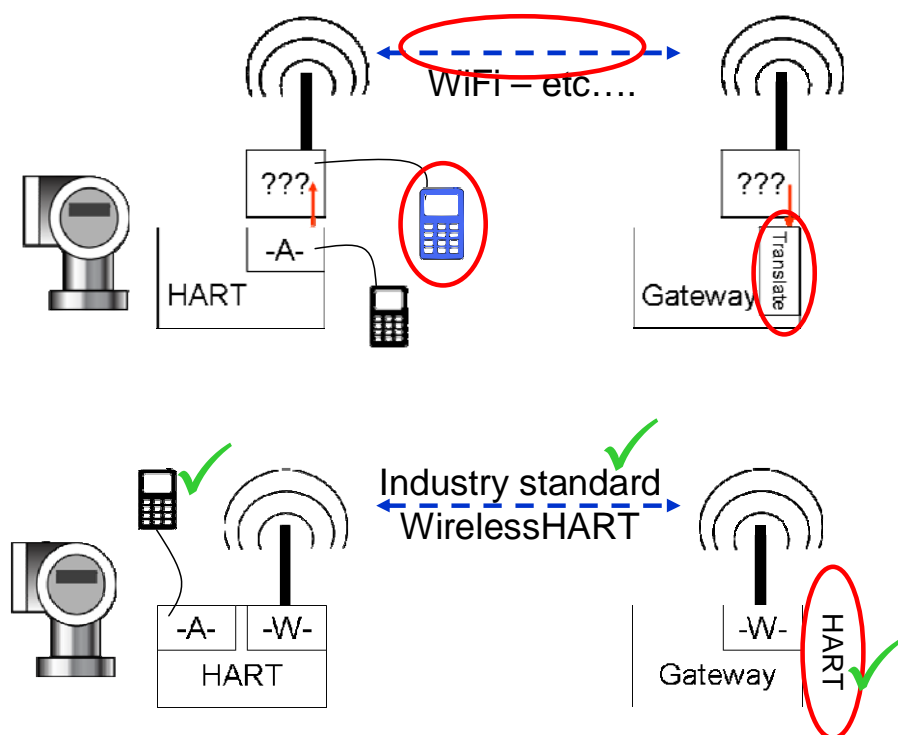 WiFi – etc….
???
???
-A-
Translate
HART
Gateway
Industry standard
WirelessHART
-A-
-W-
-W-
HART
HART
Gateway